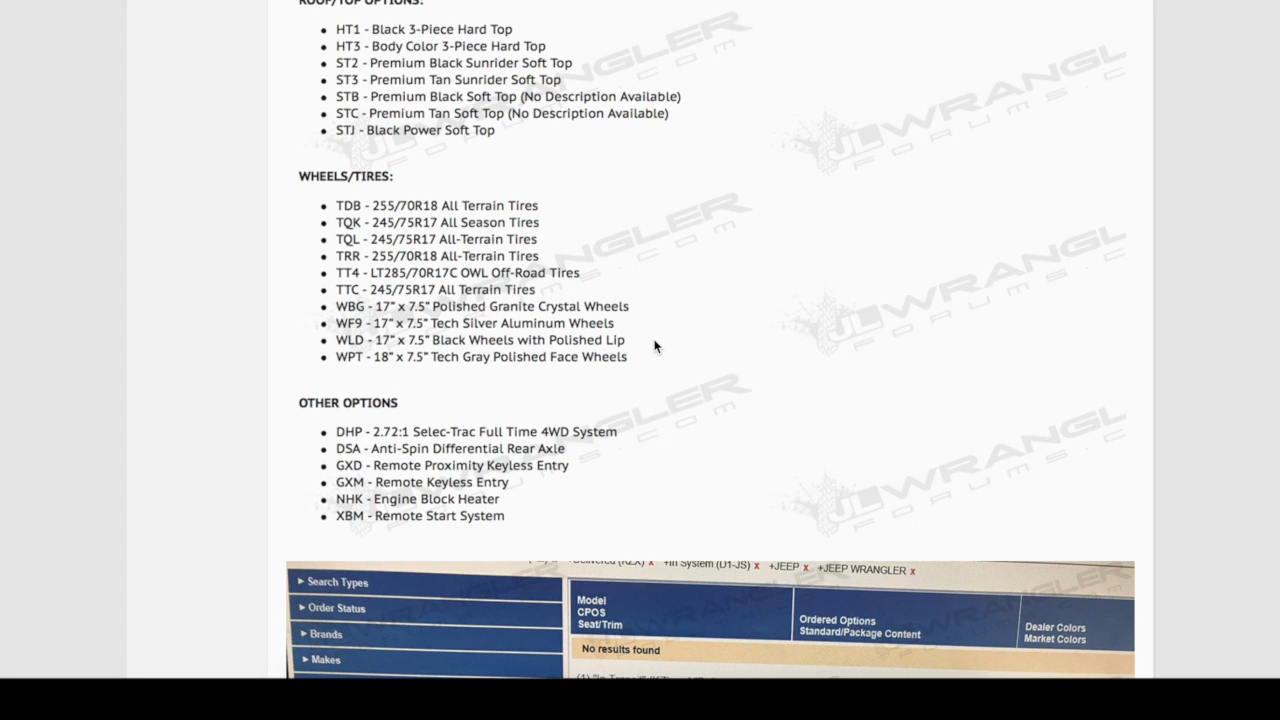 ROOF/TOP OPTIONS:
HT1 - Black 3-Piece Hard Top
HT3 - Body Color 3-Piece Hard Top
ST2 - Premium Black Sunrider Soft Top
ST3 - Premium Tan Sunrider Soft Top
STB - Premium Black Soft Top (No Description Available)
STC - Premium Tan Soft Top (No Description Available)
STJ - Black Power Soft Top
WHEELS/TIRES:
TDB - 255/70R18 All Terrain Tires
TQK - 245/75R17 All Season Tires
TQL - 245/75R17 All-Terrain Tires
TRR - 255/70R18 All-Terrain Tires
TT4 - LT285/70R17C OWL Off-Road Tires
TTC - 245/75R17 All Terrain Tires
WBG - 17" x 7.5" Polished Granite Crystal Wheels
WF9 - 17" x 7.5" Tech Silver Aluminum Wheels
WLD - 17" x 7.5" Black Wheels with Polished Lip
WPT - 18" x 7.5" Tech Gray Polished Face Wheels
OTHER OPTIONS
DHP - 2.72:1 Selec-Trac Full Time 4WD System
DSA - Anti-Spin Differential Rear Axle
GXD - Remote Proximity Keyless Entry
GXM - Remote Keyless Entry
NHK - Engine Block Heater
XBM - Remote Start System
+In System (D1-JS) x +JEEP x +JEEP WRANGLER x
Search Types
Order Status
Brands
Makes
Model
CPOS
Seat/Trim
Ordered Options
Standard/Package Content
Dealer Colors
Market Colors
No results found